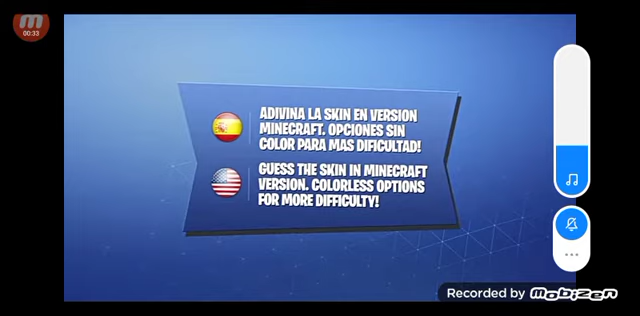 m
00:33
ADIVINA LA SKIN EN VERSION
MINECRAFT. OPCIONES SIN
COLOR PARA MAS DIFICULTAD!
GUESS THE SKIN IN MINECRAFT
VERSION. COLORLESS OPTIONS
FOR MORE DIFFICULTY!
Recorded by Mobizen